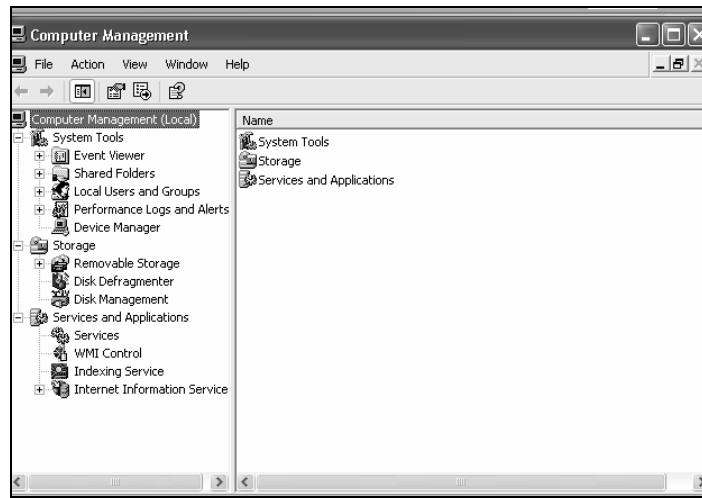 Computer Management
File Action View Window Help
Computer Management (Local)
System Tools
Event Viewer
Shared Folders
Local Users and Groups
Performance Logs and Alerts
Device Manager
Storage
Removable Storage
Disk Defragmenter
Disk Management
Services and Applications
Services
WMI Control
Indexing Service
Internet Information Service
Name
System Tools
Storage
Services and Applications